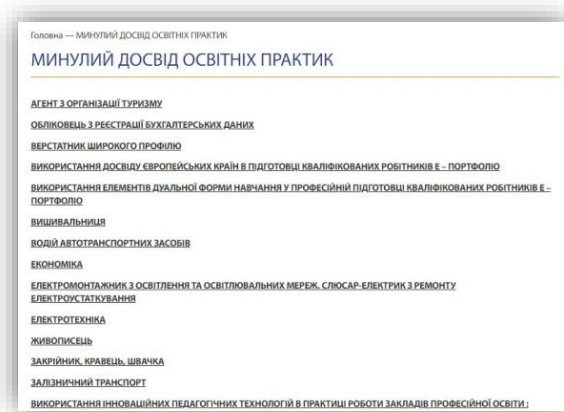 Головна — МИНУЛИЙ ДОСВІД ОСВІТНІХ ПРАКТИК
МИНУЛИЙ ДОСВІД ОСВІТНІХ ПРАКТИК
АГЕНТ З ОРГАНІЗАЦІЇ ТУРИЗМУ
ОБЛІКОВЕЦЬ З РЕЄСТРАЦІЇ БУХГАЛТЕРСЬКИХ ДАНИХ
ВЕРСТАТНИК ШИРОКОГО ПРОФІЛЮ
ВИКОРИСТАННЯ ДОСВІДУ ЄВРОПЕЙСЬКИХ КРАЇН В ПІДГОТОВЦІ КВАЛІФІКОВАНИХ РОБІТНИКІВ Е – ПОРТФОЛІО
ВИКОРИСТАННЯ ЕЛЕМЕНТІВ ДУАЛЬНОЇ ФОРМИ НАВЧАННЯ У ПРОФЕСІЙНІЙ ПІДГОТОВЦІ КВАЛІФІКОВАНИХ РОБІТНИКІВ Е –
ПОРТФОЛІО
ВИШИВАЛЬНИЦЯ
ВОДІЙ АВТОТРАНСПОРТНИХ ЗАСОБІВ
ЕКОНОМІКА
ЕЛЕКТРОМОНТАЖНИК З ОСВІТЛЕННЯ ТА ОСВІТЛЮВАЛЬНИХ МЕРЕЖ. СЛЮСАР-ЕЛЕКТРИК З РЕМОНТУ
ЕЛЕКТРОУСТАТКУВАННЯ
ЕЛЕКТРОТЕХНІКА
ЖИВОПИСЕЦЬ
ЗАКРІЙНИК, КРАВЕЦЬ, ШВАЧКА
ЗАЛІЗНИЧНИЙ ТРАНСПОРТ
ВИКОРИСТАННЯ ІННОВАЦІЙНИХ ПЕДАГОГІЧНИХ ТЕХНОЛОГІЙ В ПРАКТИЦІ РОБОТИ ЗАКЛАДІВ ПРОФЕСІЙНОЇ ОСВІТИ :